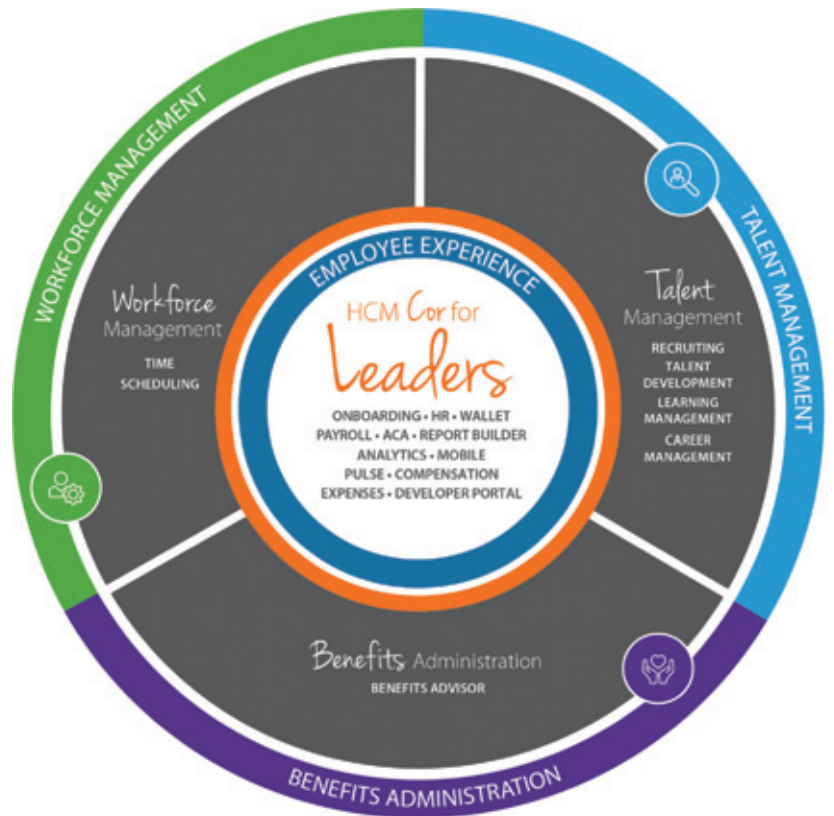 WORKFORCE MANAGEMENT
TALENT MANAGEMENT
BENEFITS ADMINISTRATION
EMPLOYEE EXPERIENCE
HCM Cor for
Leaders
ONBOARDING • HR • WALLET
PAYROLL • ACA • REPORT BUILDER
ANALYTICS • MOBILE
PULSE • COMPENSATION
EXPENSES • DEVELOPER PORTAL
Workforce
Management
TIME
SCHEDULING
Talent
Management
RECRUITING
TALENT
DEVELOPMENT
LEARNING
MANAGEMENT
CAREER
MANAGEMENT
Benefits Administration
BENEFITS ADVISOR